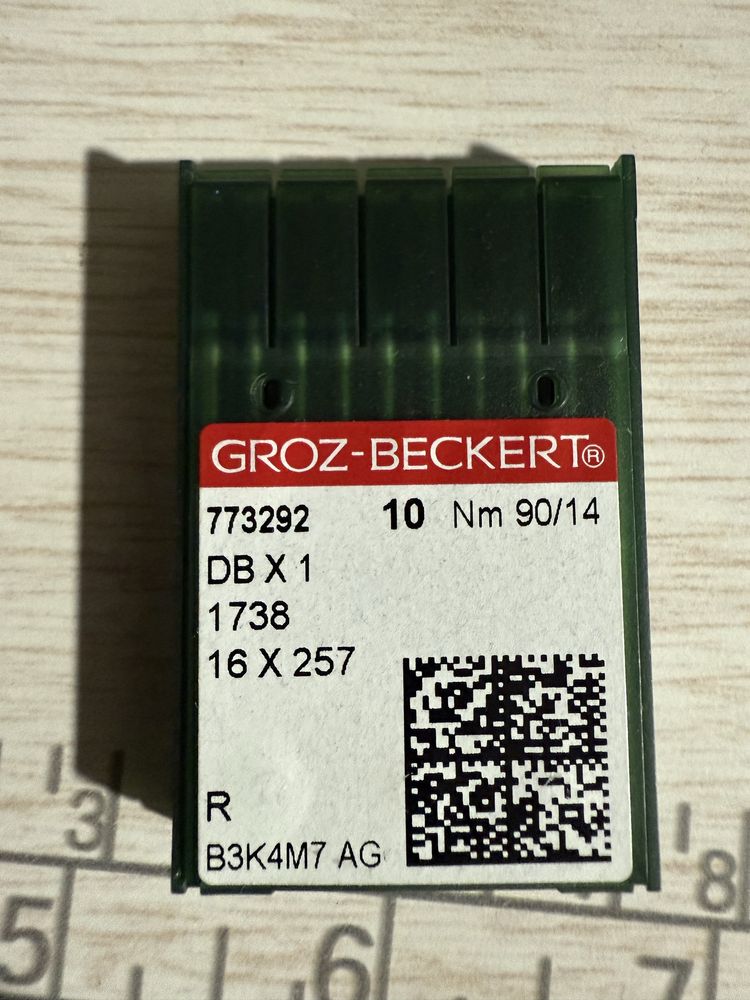 GROZ-BECKERT®
773292 10 Nm 90/14
DB X 1
1738
16 X 257
R
B3K4M7 AG
3
8
5
6
7